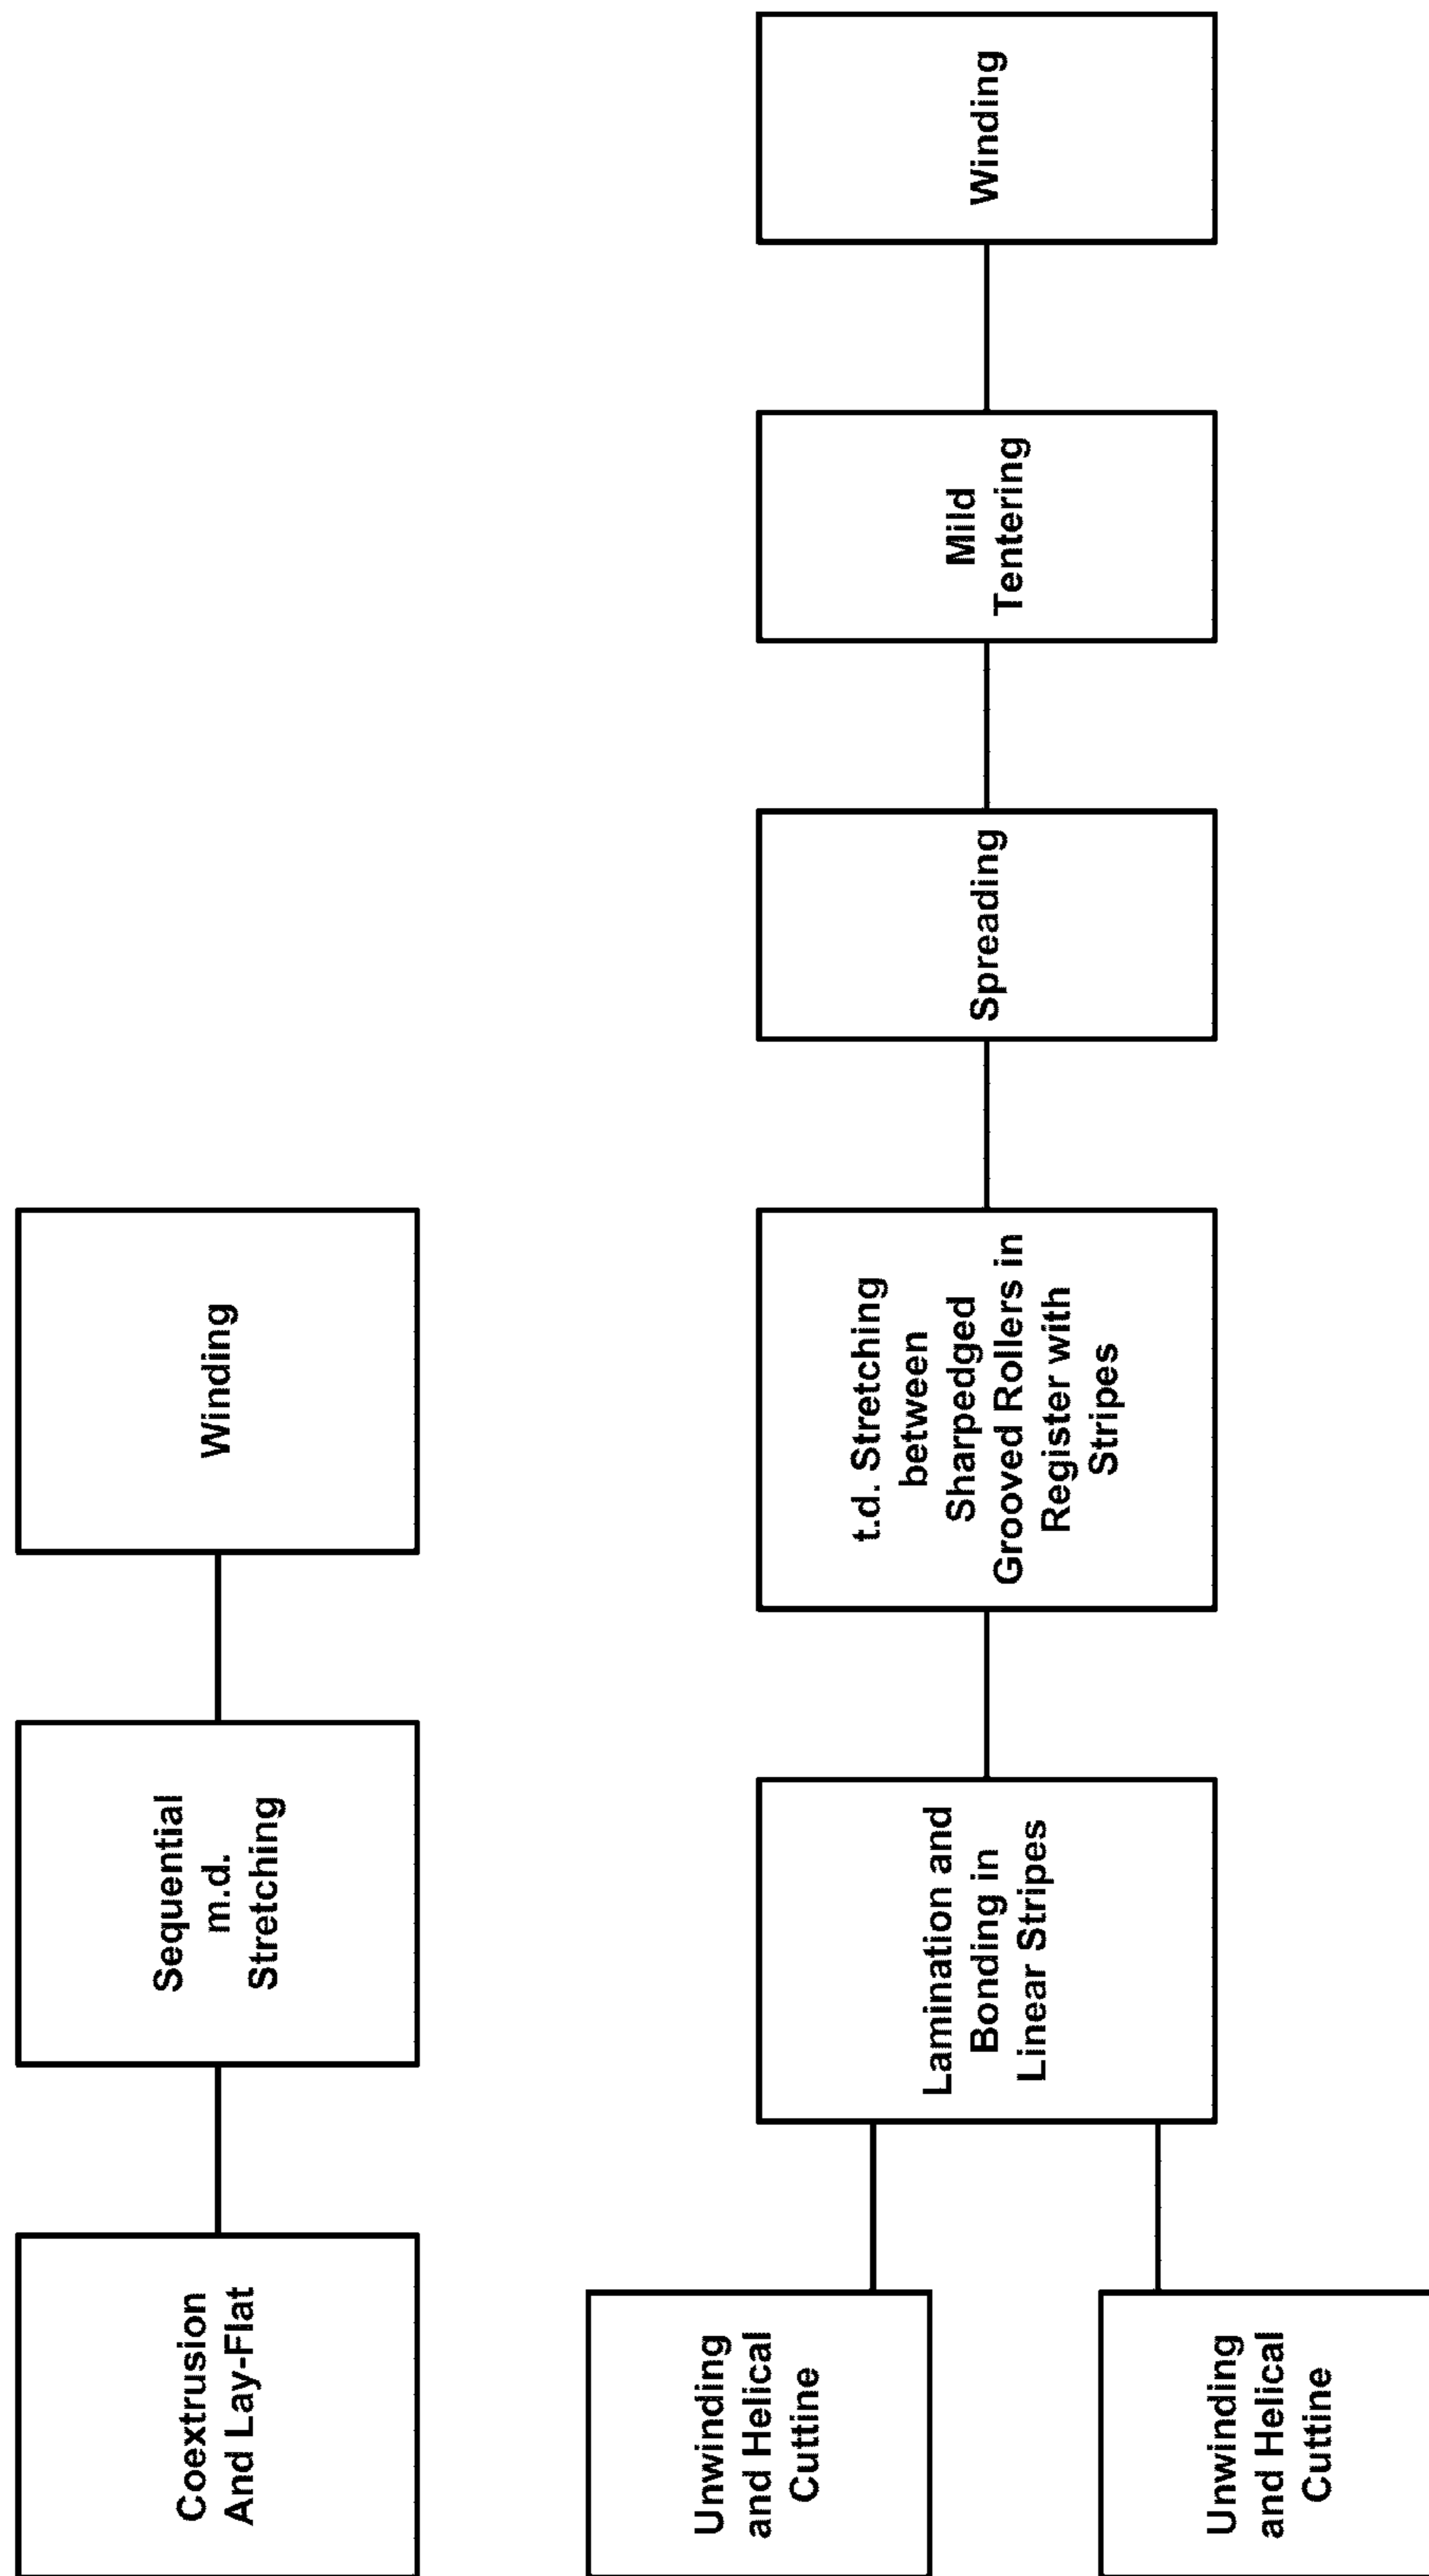 Coextrusion
And Lay-Flat
Sequential
m.d.
Stretching
Winding
Unwinding
and Helical
Cuttine
Unwinding
and Helical
Cuttine
Lamination and
Bonding in
Linear Stripes
t.d. Stretching
between
Sharpedged
Grooved Rollers in
Register with
Stripes
Spreading
Mild
Tentering
Winding